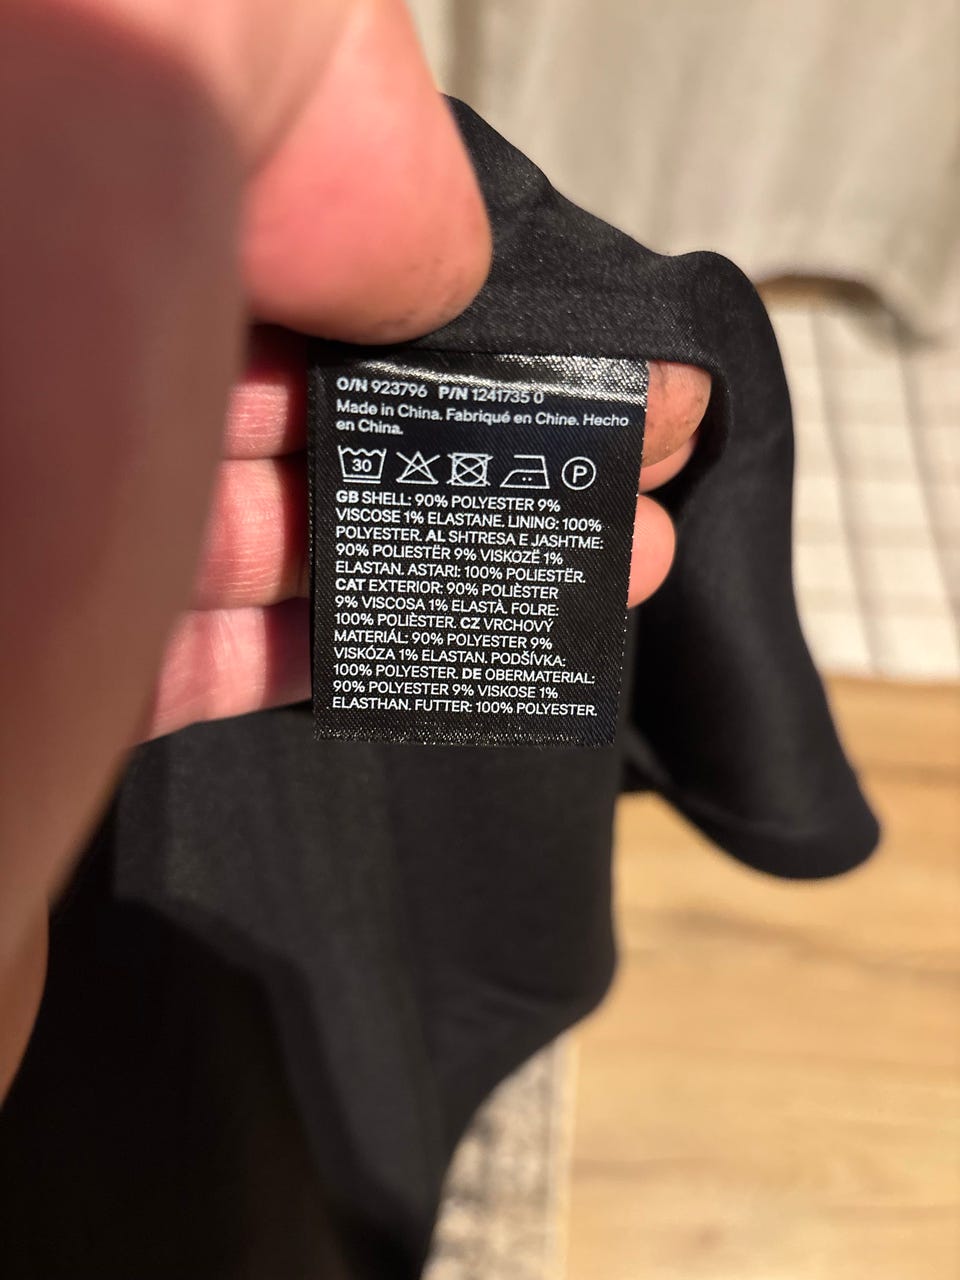 O/N 923796 P/N 1241735 0
Made in China. Fabriqué en Chine. Hecho
en China.
30 P
GB SHELL: 90% POLYESTER 9%
VISCOSE 1% ELASTANE. LINING: 100%
POLYESTER. AL SHTRESA E JASHTME:
90% POLIESTËR 9% VISKOZË 1%
ELASTAN. ASTARI: 100% POLIESTËR.
CAT EXTERIOR: 90% POLIÈSTER
9% VISCOSA 1% ELASTÀ. FOLRE:
100% POLIÈSTER. CZ VRCHOVÝ
MATERIÁL: 90% POLYESTER 9%
VISKÓZA 1% ELASTAN. PODŠÍVKA:
100% POLYESTER. DE OBERMATERIAL:
90% POLYESTER 9% VISKOSE 1%
ELASTHAN. FUTTER: 100% POLYESTER.